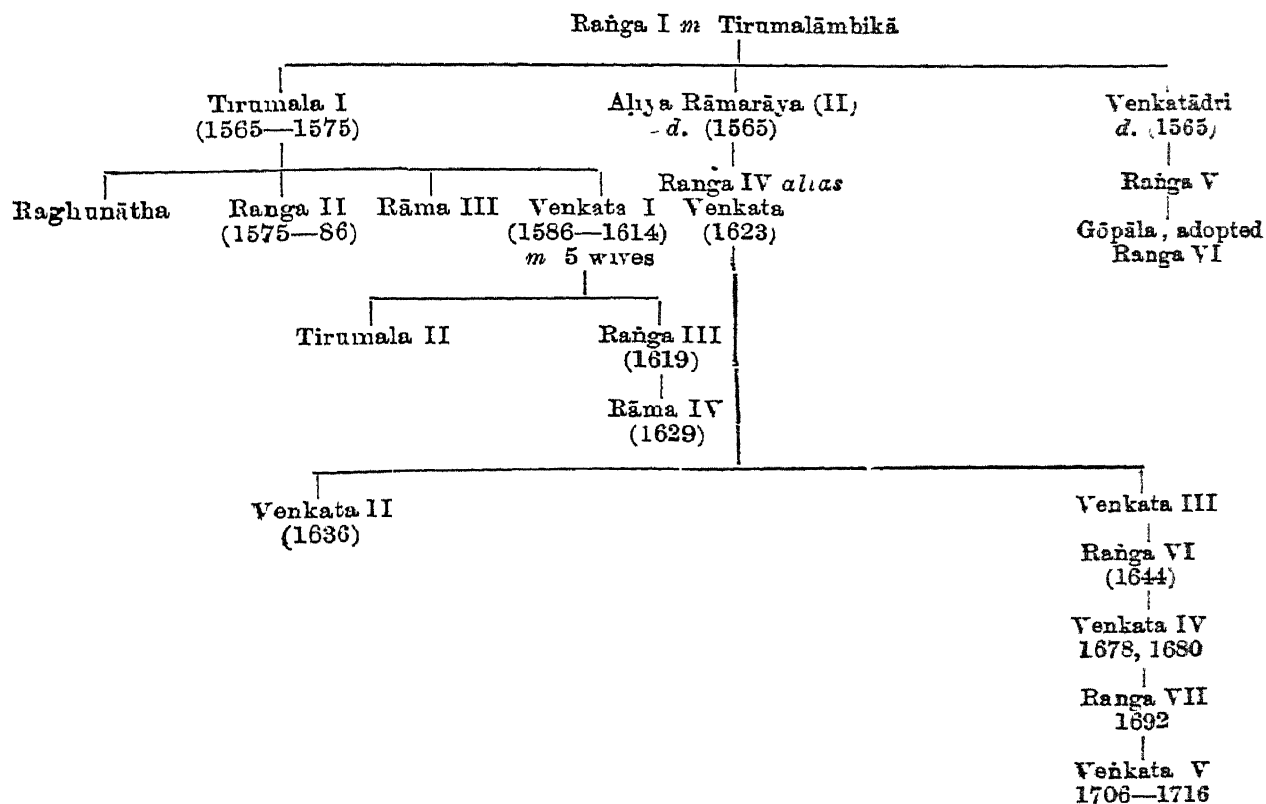 Raṅga I m Tirumalāmbikā
Tirumala I
(1565—1575)
Aḷiya Rāmarāya (II)
d. (1565)
Venkatādri
d. (1565)
Raghunātha
Ranga II
(1575—86)
Rāma III
Venkata I
(1586—1614)
m 5 wives
Ranga IV alias
Venkata
(1623)
Raṅga V
Gōpāla, adopted
Ranga VI
Tirumala II
Raṅga III
(1619)
Rāma IV
(1629)
Venkata II
(1636)
Venkata III
Raṅga VI
(1644)
Venkata IV
1678, 1680
Ranga VII
1692
Veṅkata V
1706—1716